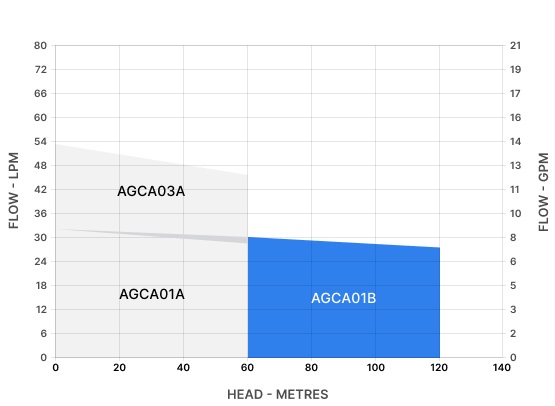 80 21
72 19
66 17
60 16
54 14
48 13
AGCA03A
42 11
36 10
30 8
24 6
AGCA01A AGCA01B
18 5
12 3
6 2
0 0
0 20 40 60 80 100 120 140
HEAD - METRES
FLOW - LPM
FLOW - GPM